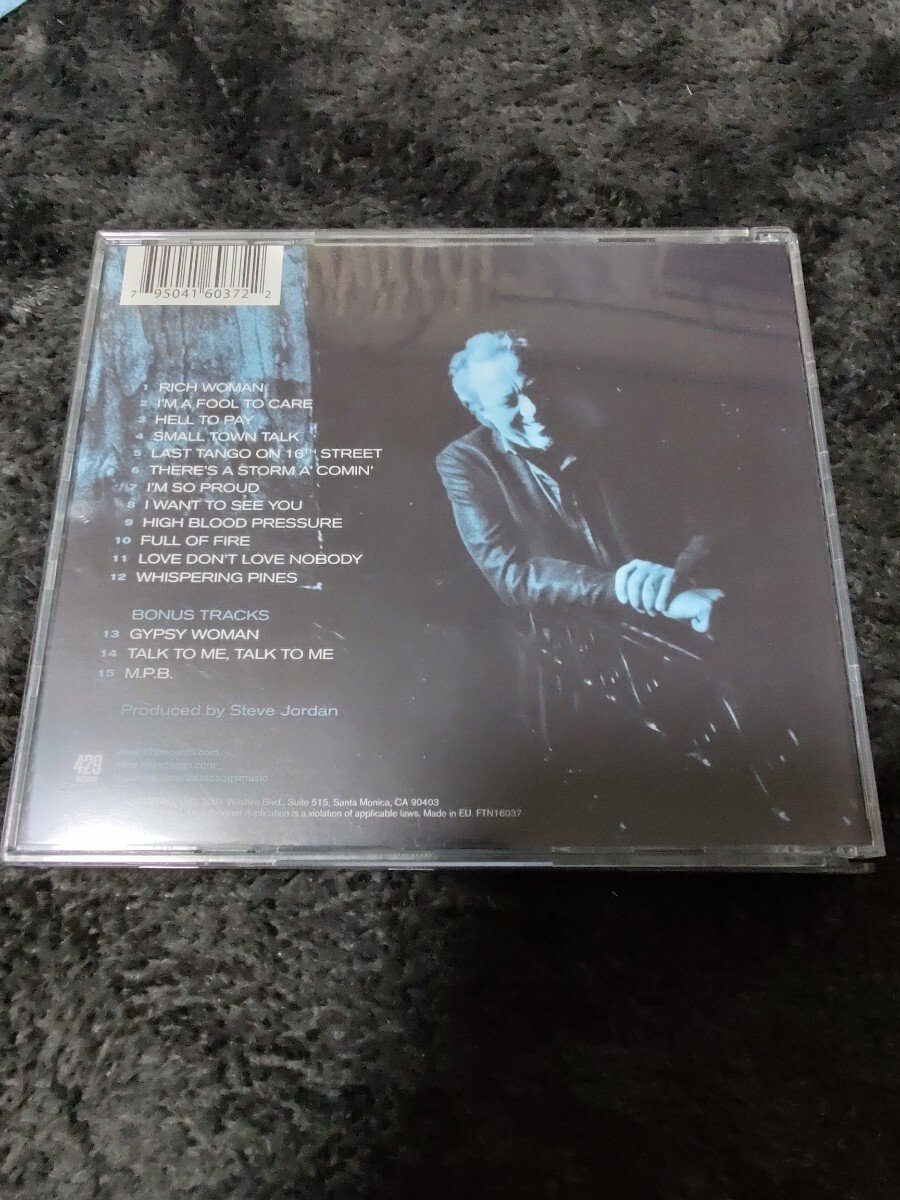 7 95041 60372 2
1 RICH WOMAN
2 I'M A FOOL TO CARE
3 HELL TO PAY
4 SMALL TOWN TALK
5 LAST TANGO ON 16TH STREET
6 THERE'S A STORM A' COMIN'
7 I'M SO PROUD
8 I WANT TO SEE YOU
9 HIGH BLOOD PRESSURE
10 FULL OF FIRE
11 LOVE DON'T LOVE NOBODY
12 WHISPERING PINES
BONUS TRACKS
13 GYPSY WOMAN
14 TALK TO ME, TALK TO ME
15 M.P.B.
Produced by Steve Jordan
429
Wilshire Blvd., Suite 515, Santa Monica, CA 90403
duplication is a violation of applicable laws. Made in EU. FTN16037